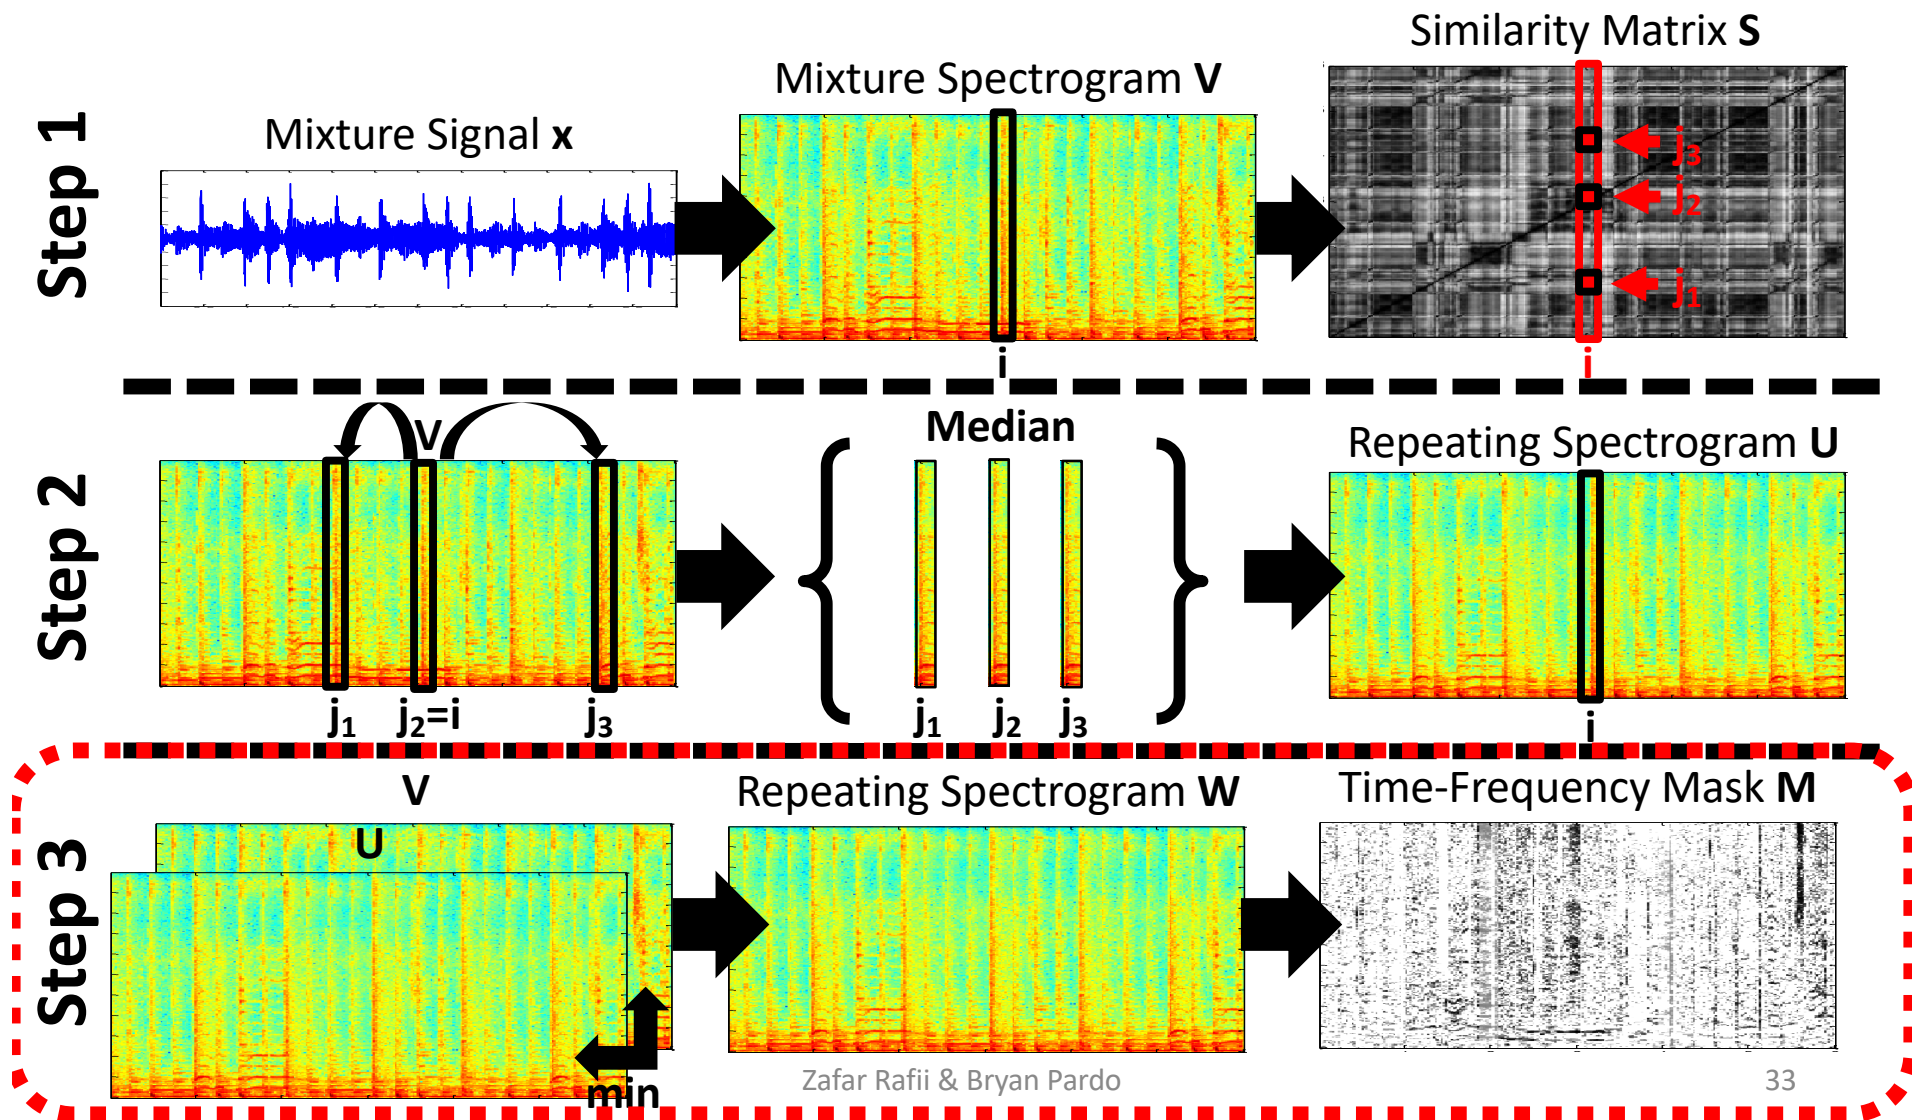 Step 1
Mixture Signal x
Mixture Spectrogram V
i
Similarity Matrix S
j3
j2
j1
i
Step 2
V
j1
j2=i
j3
Median
j1
j2
j3
Repeating Spectrogram U
i
Step 3
V
U
min
Repeating Spectrogram W
Time-Frequency Mask M
Zafar Rafii & Bryan Pardo
33